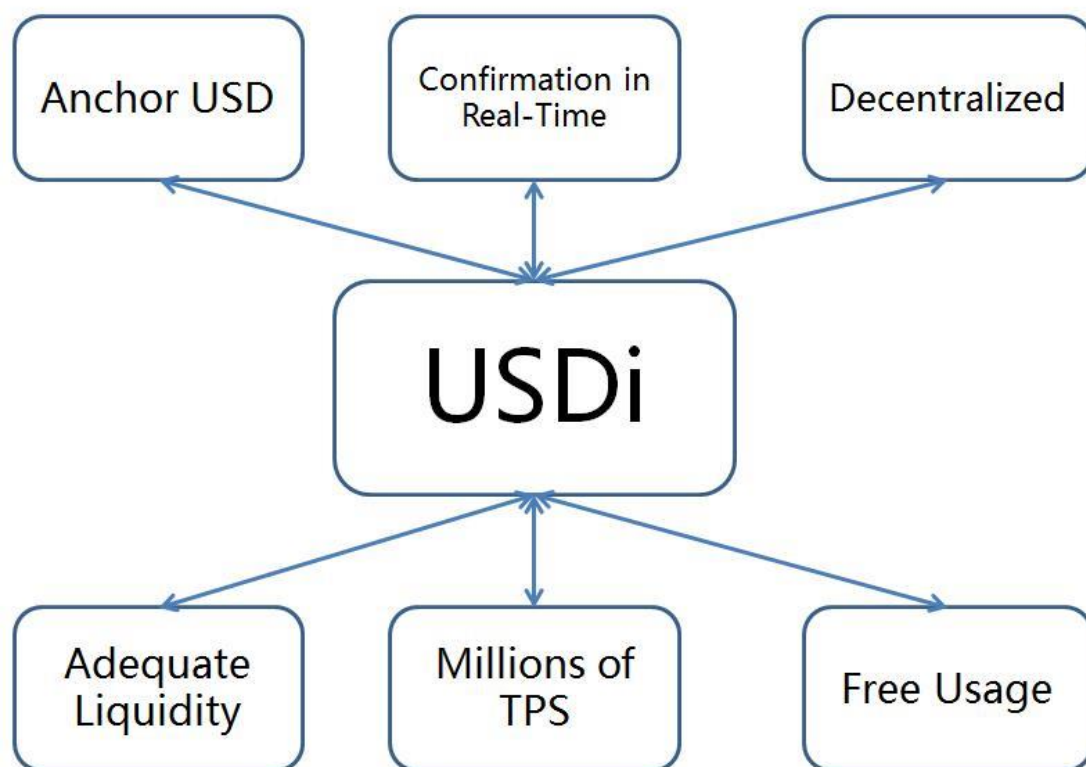 Anchor USD
Confirmation in
Real-Time
Decentralized
USDi
Adequate
Liquidity
Millions of
TPS
Free Usage